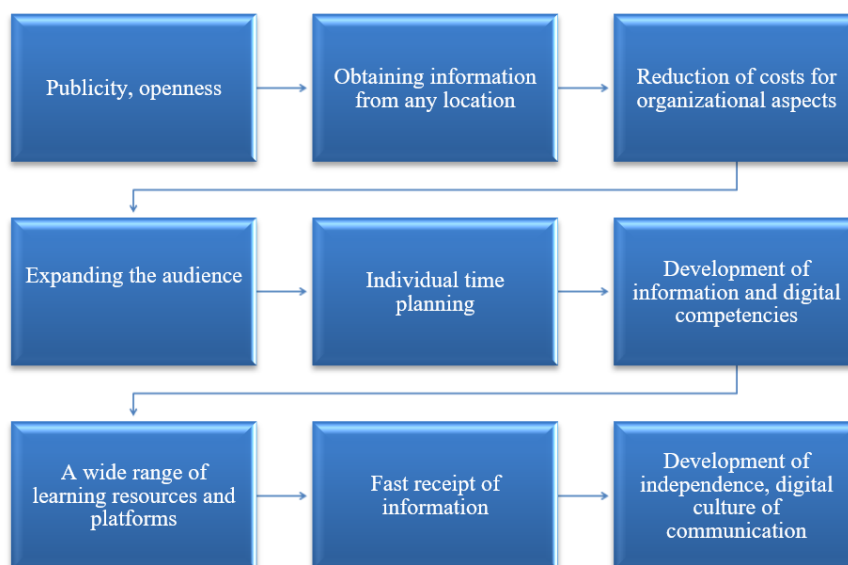 Publicity, openness
Obtaining information
from any location
Reduction of costs for
organizational aspects
Expanding the audience
Individual time
planning
Development of
information and digital
competencies
A wide range of
learning resources and
platforms
Fast receipt of
information
Development of
independence, digital
culture of
communication